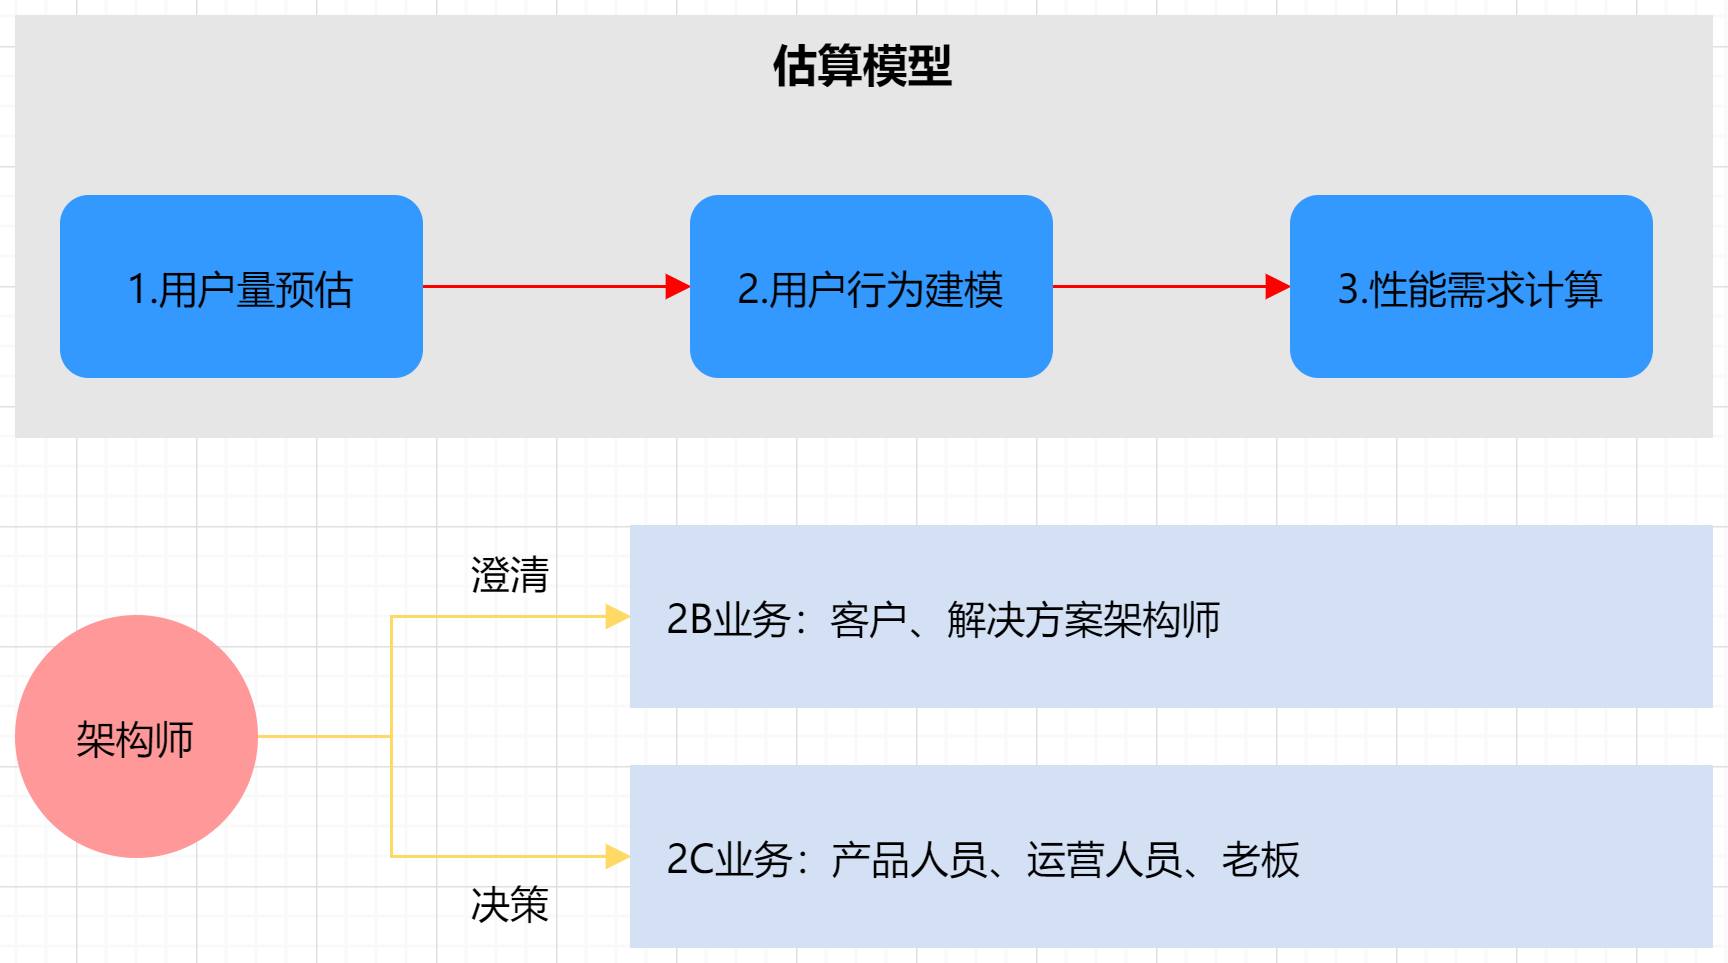 估算模型
1.用户量预估
2.用户行为建模
3.性能需求计算
澄清
2B业务：客户、解决方案架构师
架构师
2C业务：产品人员、运营人员、老板
决策